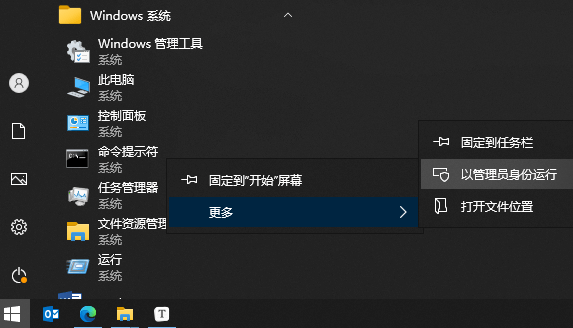 Windows 系统
Windows 管理工具
系统
此电脑
系统
控制面板
系统
命令提示符
系统
任务管理器
系统
文件资源管理
系统
运行
系统
固定到"开始"屏幕
更多
固定到任务栏
以管理员身份运行
打开文件位置
T